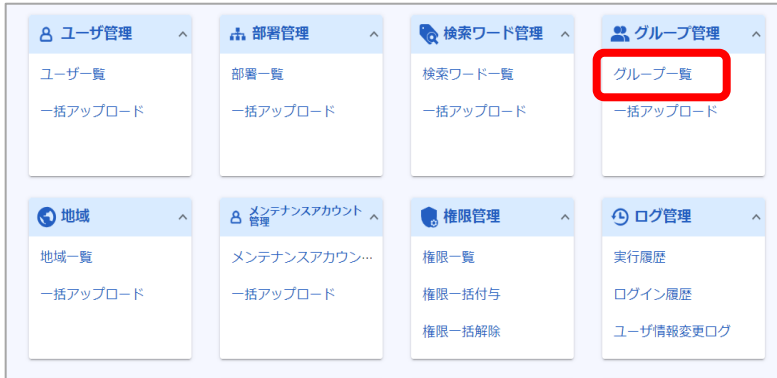 ユーザ管理
ユーザ一覧
一括アップロード
部署管理
部署一覧
一括アップロード
検索ワード管理
検索ワード一覧
一括アップロード
グループ管理
グループ一覧
一括アップロード
地域
地域一覧
一括アップロード
メンテナンスアカウント
管理
メンテナンスアカウン…
一括アップロード
権限管理
権限一覧
権限一括付与
権限一括解除
ログ管理
実行履歴
ログイン履歴
ユーザ情報変更ログ